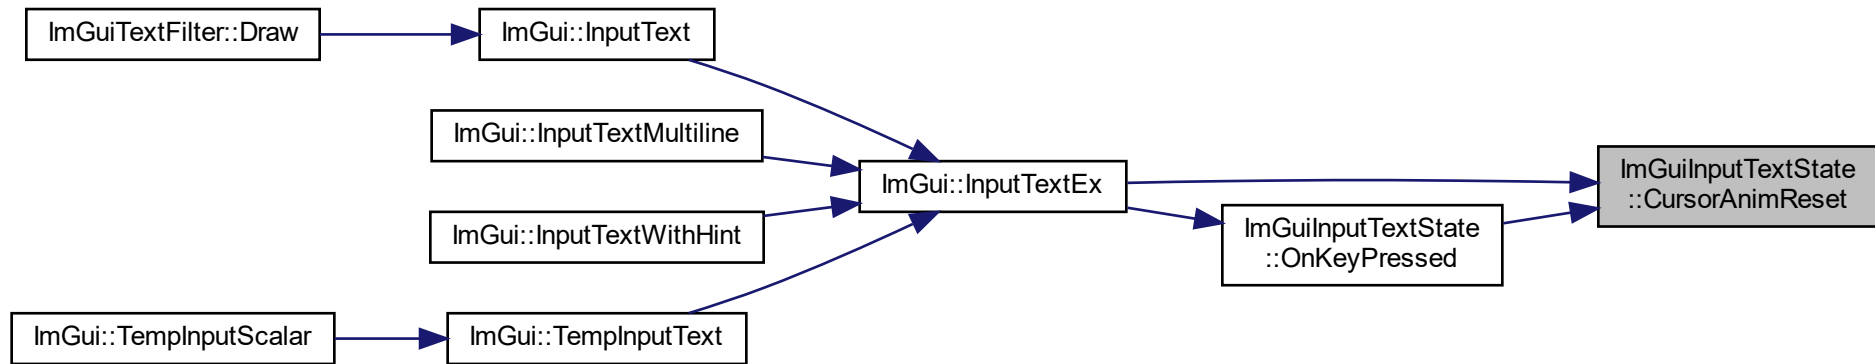 ImGuiTextFilter::Draw
ImGui::InputText
ImGui::InputTextMultiline
ImGui::InputTextEx
ImGui::InputTextWithHint
ImGuiInputTextState
::CursorAnimReset
ImGuiInputTextState
::OnKeyPressed
ImGui::TempInputScalar
ImGui::TempInputText